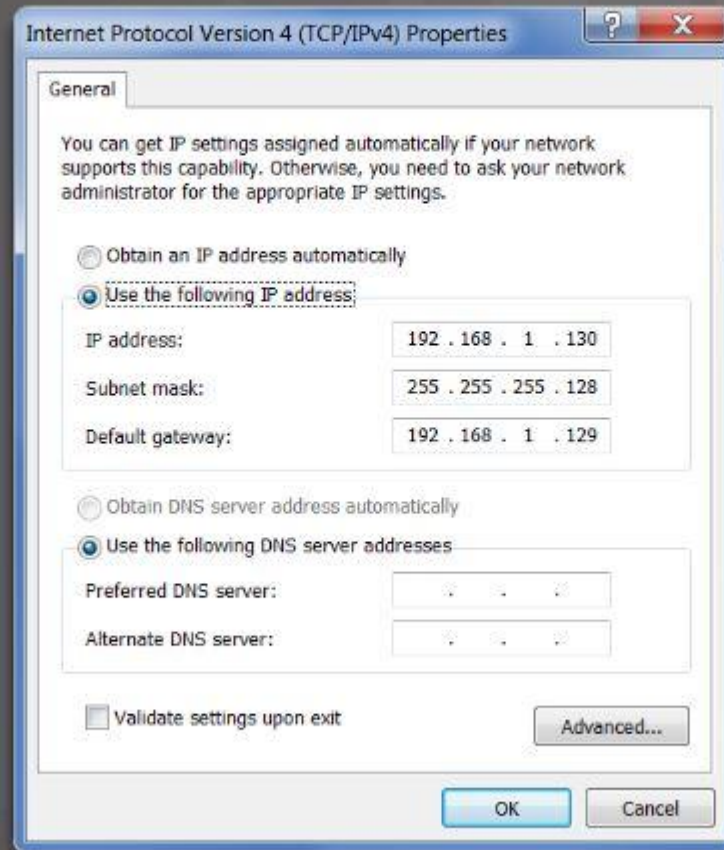 Internet Protocol Version 4 (TCP/IPv4) Properties
?
X
General
You can get IP settings assigned automatically if your network
supports this capability. Otherwise, you need to ask your network
administrator for the appropriate IP settings.
Obtain an IP address automatically
Use the following IP address
IP address: 192 . 168 . 1 . 130
Subnet mask: 255 . 255 . 255 . 128
Default gateway: 192 . 168 . 1 . 129
Obtain DNS server address automatically
Use the following DNS server addresses
Preferred DNS server: . . .
Alternate DNS server: . . .
Validate settings upon exit
Advanced...
OK Cancel